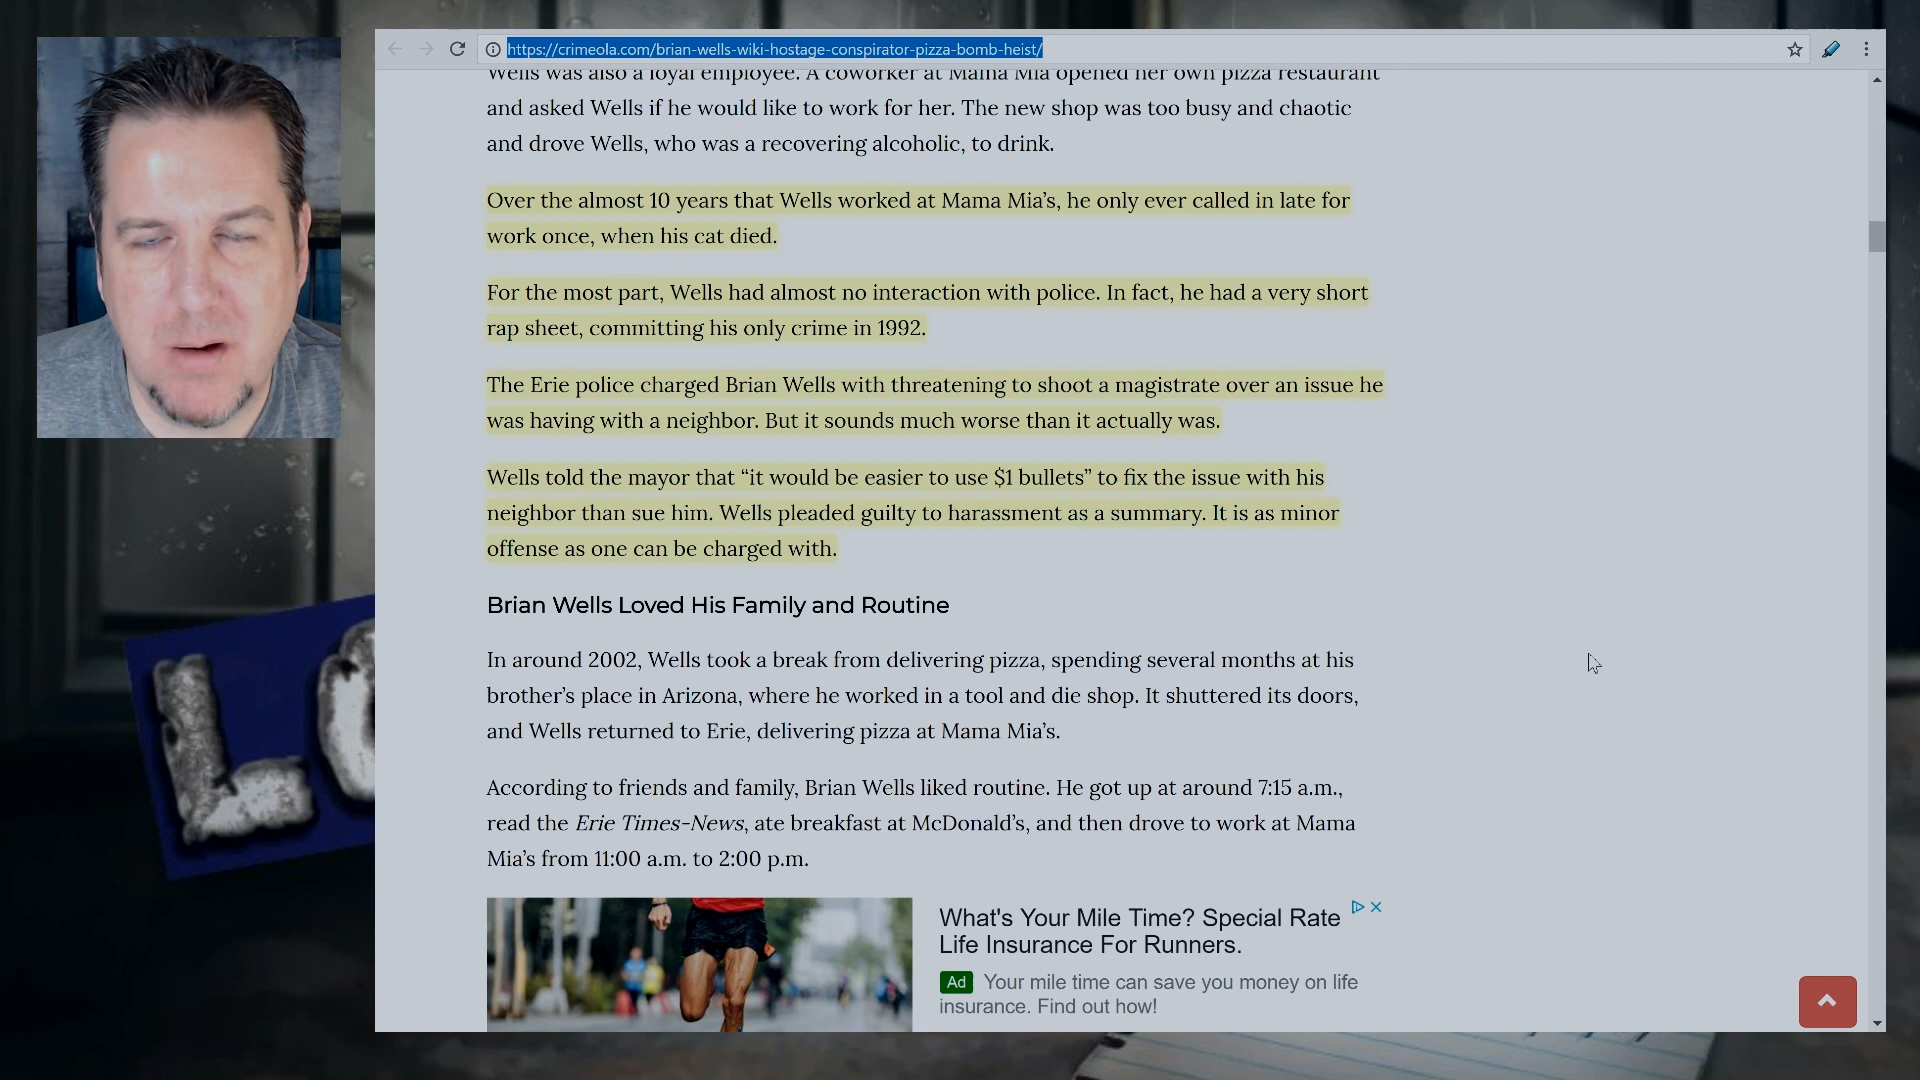 https://crimeola.com/brian-wells-wiki-hostage-conspirator-pizza-bomb-heist/
Wells was also a loyal employee. A coworker at Mama Mia opened her own pizza restaurant
and asked Wells if he would like to work for her. The new shop was too busy and chaotic
and drove Wells, who was a recovering alcoholic, to drink.
Over the almost 10 years that Wells worked at Mama Mia’s, he only ever called in late for
work once, when his cat died.
For the most part, Wells had almost no interaction with police. In fact, he had a very short
rap sheet, committing his only crime in 1992.
The Erie police charged Brian Wells with threatening to shoot a magistrate over an issue he
was having with a neighbor. But it sounds much worse than it actually was.
Wells told the mayor that “it would be easier to use $1 bullets” to fix the issue with his
neighbor than sue him. Wells pleaded guilty to harassment as a summary. It is as minor
offense as one can be charged with.
Brian Wells Loved His Family and Routine
In around 2002, Wells took a break from delivering pizza, spending several months at his
brother’s place in Arizona, where he worked in a tool and die shop. It shuttered its doors,
and Wells returned to Erie, delivering pizza at Mama Mia’s.
According to friends and family, Brian Wells liked routine. He got up at around 7:15 a.m.,
read the Erie Times-News, ate breakfast at McDonald’s, and then drove to work at Mama
Mia’s from 11:00 a.m. to 2:00 p.m.
What's Your Mile Time? Special Rate
Life Insurance For Runners.
Ad Your mile time can save you money on life
insurance. Find out how!